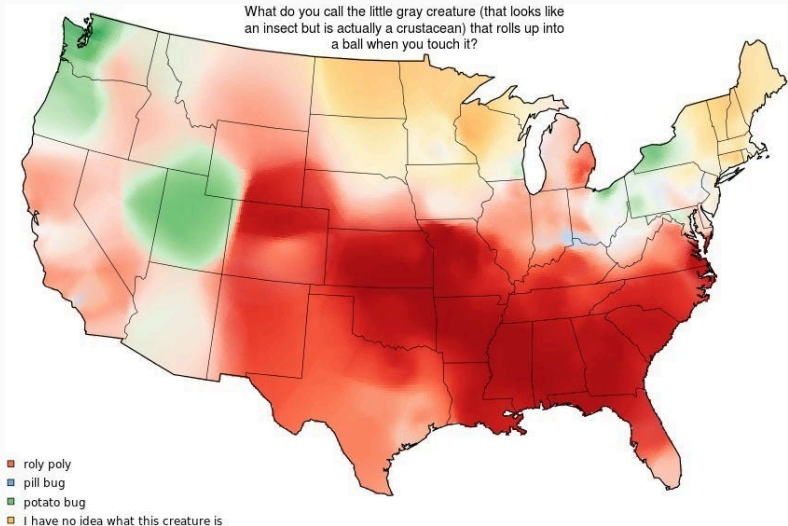 What do you call the little gray creature (that looks like
an insect but is actually a crustacean) that rolls up into
a ball when you touch it?
roly poly
pill bug
potato bug
I have no idea what this creature is